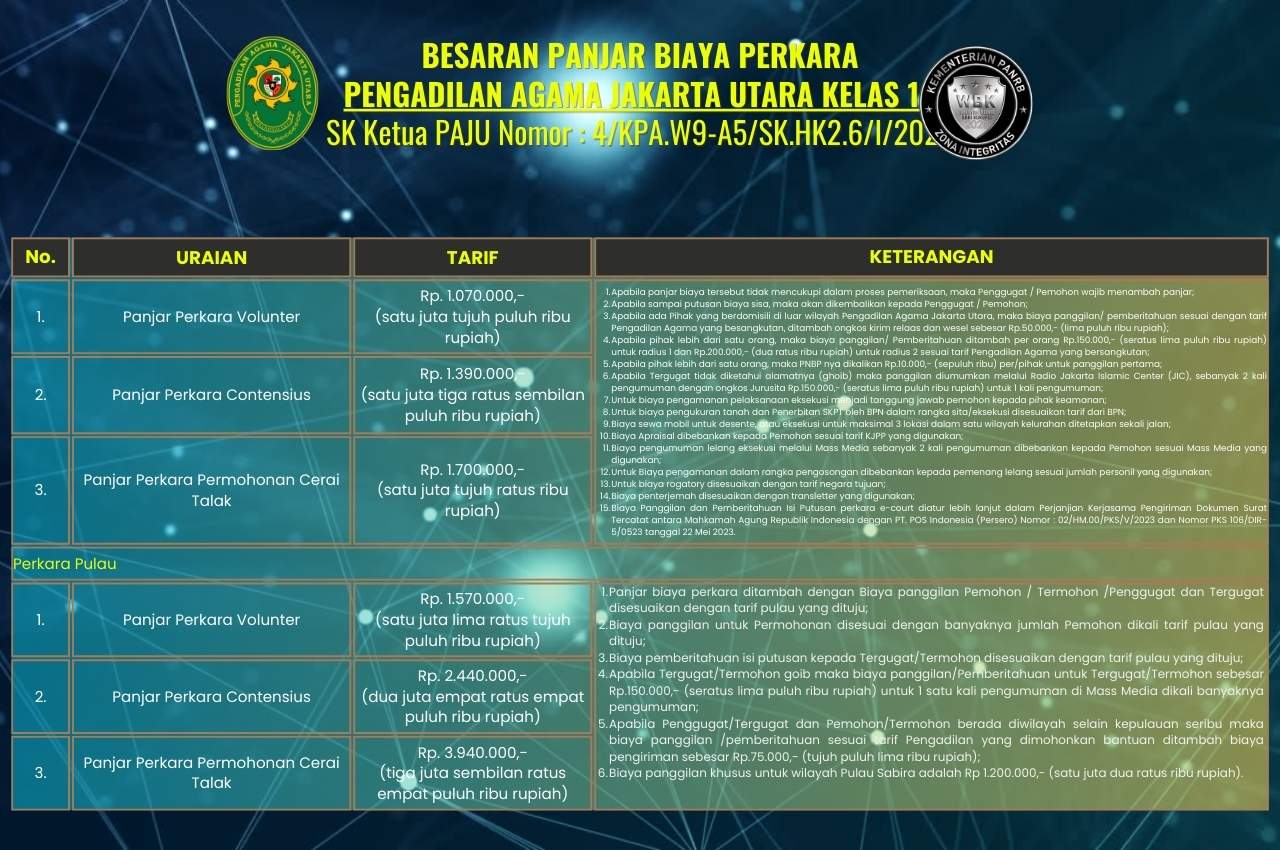 BESARAN PANJAR BIAYA PERKARA
PENGADILAN AGAMA JAKARTA UTARA KELAS 1
SK Ketua PAJU Nomor : 4/KPA.W9-A5/SK.HK2.6/I/202
PENGADILAN AGAMA JAKARTA UTARA
KEMENTERIAN PANRB
WBK
ZONA INTEGRITAS
No.
URAIAN
TARIF
KETERANGAN
1.
Panjar Perkara Volunter
Rp. 1.070.000,-
(satu juta tujuh puluh ribu
rupiah)
2.
Panjar Perkara Contensius
Rp. 1.390.000,-
(satu juta tiga ratus sembilan
puluh ribu rupiah)
3.
Panjar Perkara Permohonan Cerai
Talak
Rp. 1.700.000,-
(satu juta tujuh ratus ribu
rupiah)
1.Apabila panjar biaya tersebut tidak mencukupi dalam proses pemeriksaan, maka Penggugat / Pemohon wajib menambah panjar;
2.Apabila sampai putusan biaya sisa, maka akan dikembalikan kepada Penggugat / Pemohon;
3.Apabila ada Pihak yang berdomisili di luar wilayah Pengadilan Agama Jakarta Utara, maka biaya panggilan/ pemberitahuan sesuai dengan tarif
Pengadilan Agama yang besangkutan, ditambah ongkos kirim relaas dan wesel sebesar Rp.50.000,- (lima puluh ribu rupiah);
4.Apabila pihak lebih dari satu orang, maka biaya panggilan/ Pemberitahuan ditambah per orang Rp.150.000,- (seratus lima puluh ribu rupiah)
untuk radius 1 dan Rp.200.000,- (dua ratus ribu rupiah) untuk radius 2 sesuai tarif Pengadilan Agama yang bersangkutan;
5.Apabila pihak lebih dari satu orang, maka PNBP nya dikalikan Rp.10.000,- (sepuluh ribu) per/pihak untuk panggilan pertama;
6.Apabila Tergugat tidak diketahui alamatnya (ghoib) maka panggilan diumumkan melalui Radio Jakarta Islamic Center (JIC), sebanyak 2 kali
pengumuman dengan ongkos Jurusita Rp.150.000,- (seratus lima puluh ribu rupiah) untuk 1 kali pengumuman;
7.Untuk biaya pengamanan pelaksanaan eksekusi menjadi tanggung jawab pemohon kepada pihak keamanan;
8.Untuk biaya pengukuran tanah dan Penerbitan SKPT oleh BPN dalam rangka sita/eksekusi disesuaikan tarif dari BPN;
9.Biaya sewa mobil untuk desente, atau eksekusi untuk maksimal 3 lokasi dalam satu wilayah kelurahan ditetapkan sekali jalan;
10.Biaya Apraisal dibebankan kepada Pemohon sesuai tarif KJPP yang digunakan;
11.Biaya pengumuman lelang eksekusi melalui Mass Media sebanyak 2 kali pengumuman dibebankan kepada Pemohon sesuai Mass Media yang
digunakan;
12.Untuk Biaya pengamanan dalam rangka pengosongan dibebankan kepada pemenang lelang sesuai jumlah personil yang digunakan;
13.Untuk biaya rogatory disesuaikan dengan tarif negara tujuan;
14.Biaya penterjemah disesuaikan dengan transletter yang digunakan;
15.Biaya Panggilan dan Pemberitahuan Isi Putusan perkara e-court diatur lebih lanjut dalam Perjanjian Kerjasama Pengiriman Dokumen Surat
Tercatat antara Mahkamah Agung Republik Indonesia dengan PT. POS Indonesia (Persero) Nomor : 02/HM.00/PKS/V/2023 dan Nomor PKS 106/DIR-
5/0523 tanggal 22 Mei 2023.
Perkara Pulau
1.
Panjar Perkara Volunter
Rp. 1.570.000,-
(satu juta lima ratus tujuh
puluh ribu rupiah)
2.
Panjar Perkara Contensius
Rp. 2.440.000,-
(dua juta empat ratus empat
puluh ribu rupiah)
3.
Panjar Perkara Permohonan Cerai
Talak
Rp. 3.940.000,-
(tiga juta sembilan ratus
empat puluh ribu rupiah)
1.Panjar biaya perkara ditambah dengan Biaya panggilan Pemohon / Termohon /Penggugat dan Tergugat
disesuaikan dengan tarif pulau yang dituju;
2.Biaya panggilan untuk Permohonan disesuai dengan banyaknya jumlah Pemohon dikali tarif pulau yang
dituju;
3.Biaya pemberitahuan isi putusan kepada Tergugat/Termohon disesuaikan dengan tarif pulau yang dituju;
4.Apabila Tergugat/Termohon goib maka biaya panggilan/Pemberitahuan untuk Tergugat/Termohon sebesar
Rp.150.000,- (seratus lima puluh ribu rupiah) untuk 1 satu kali pengumuman di Mass Media dikali banyaknya
pengumuman;
5.Apabila Penggugat/Tergugat dan Pemohon/Termohon berada diwilayah selain kepulauan seribu maka
biaya panggilan /pemberitahuan sesuai tarif Pengadilan yang dimohonkan bantuan ditambah biaya
pengiriman sebesar Rp.75.000,- (tujuh puluh lima ribu rupiah);
6.Biaya panggilan khusus untuk wilayah Pulau Sabira adalah Rp 1.200.000,- (satu juta dua ratus ribu rupiah).